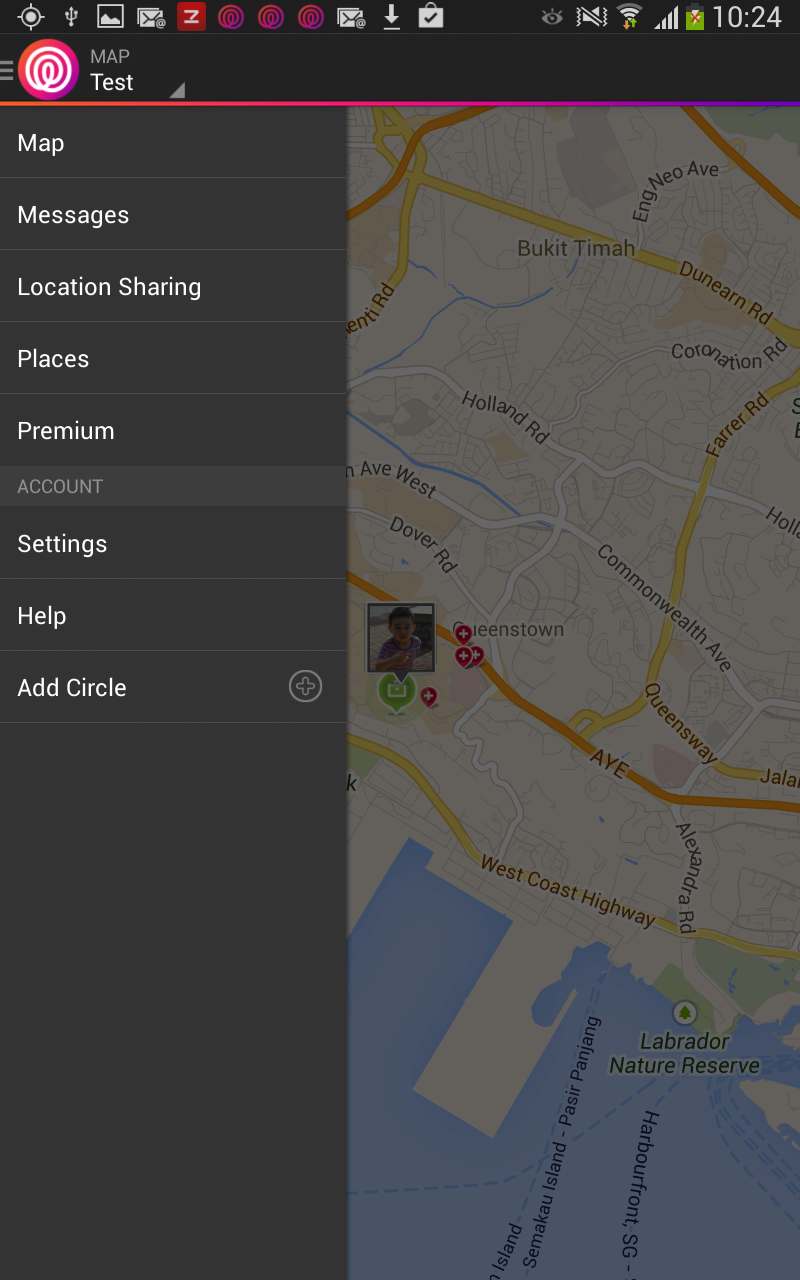 10:24
MAP
Test
Map
Messages
Location Sharing
Places
Premium
ACCOUNT
Settings
Help
Add Circle
Eng Neo Ave
Bukit Timah
Dunearn Rd
enti Rd
Coronation Rd
Holland Rd
Farrer Rd
n Ave West
Holla
Dover Rd
Commonwealth Ave
Queenstown
Queensway
AYE
Jalan
k
Alexandra Rd
West Coast Highway
Labrador
Nature Reserve
Semakau Island - Pasir Panjang
Harbourfront, SG -
n Island